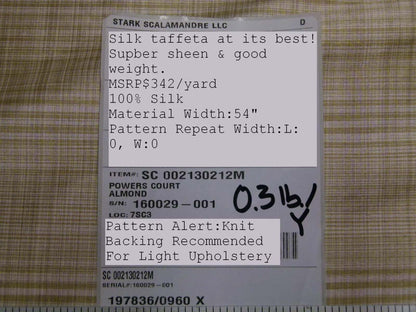 STARK SCALAMANDRE LLC D
Silk taffeta at its best!
Supber sheen & good
weight.
MSRP$342/yard
100% Silk
Material Width:54"
Pattern Repeat Width:L:
0, W:0
ITEM#: SC 002130212M
POWERS COURT
ALMOND
S/N: 160029-001
LOC: 7SC3
0.3 lb./
Y
Pattern Alert:Knit
Backing Recommended
For Light Upholstery
SC 002130212M
SERIAL#: 160029-001
197836/0960 X